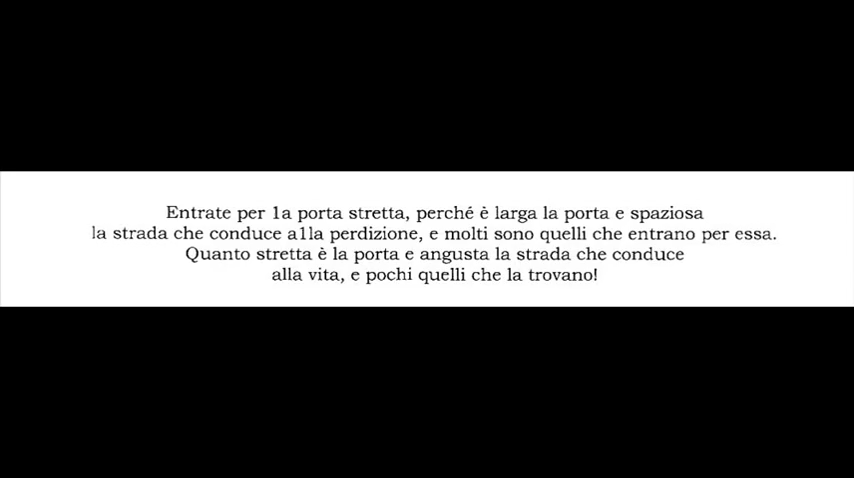 Entrate per 1a porta stretta, perché è larga la porta e spaziosa
la strada che conduce a1la perdizione, e molti sono quelli che entrano per essa.
Quanto stretta è la porta e angusta la strada che conduce
alla vita, e pochi quelli che la trovano!